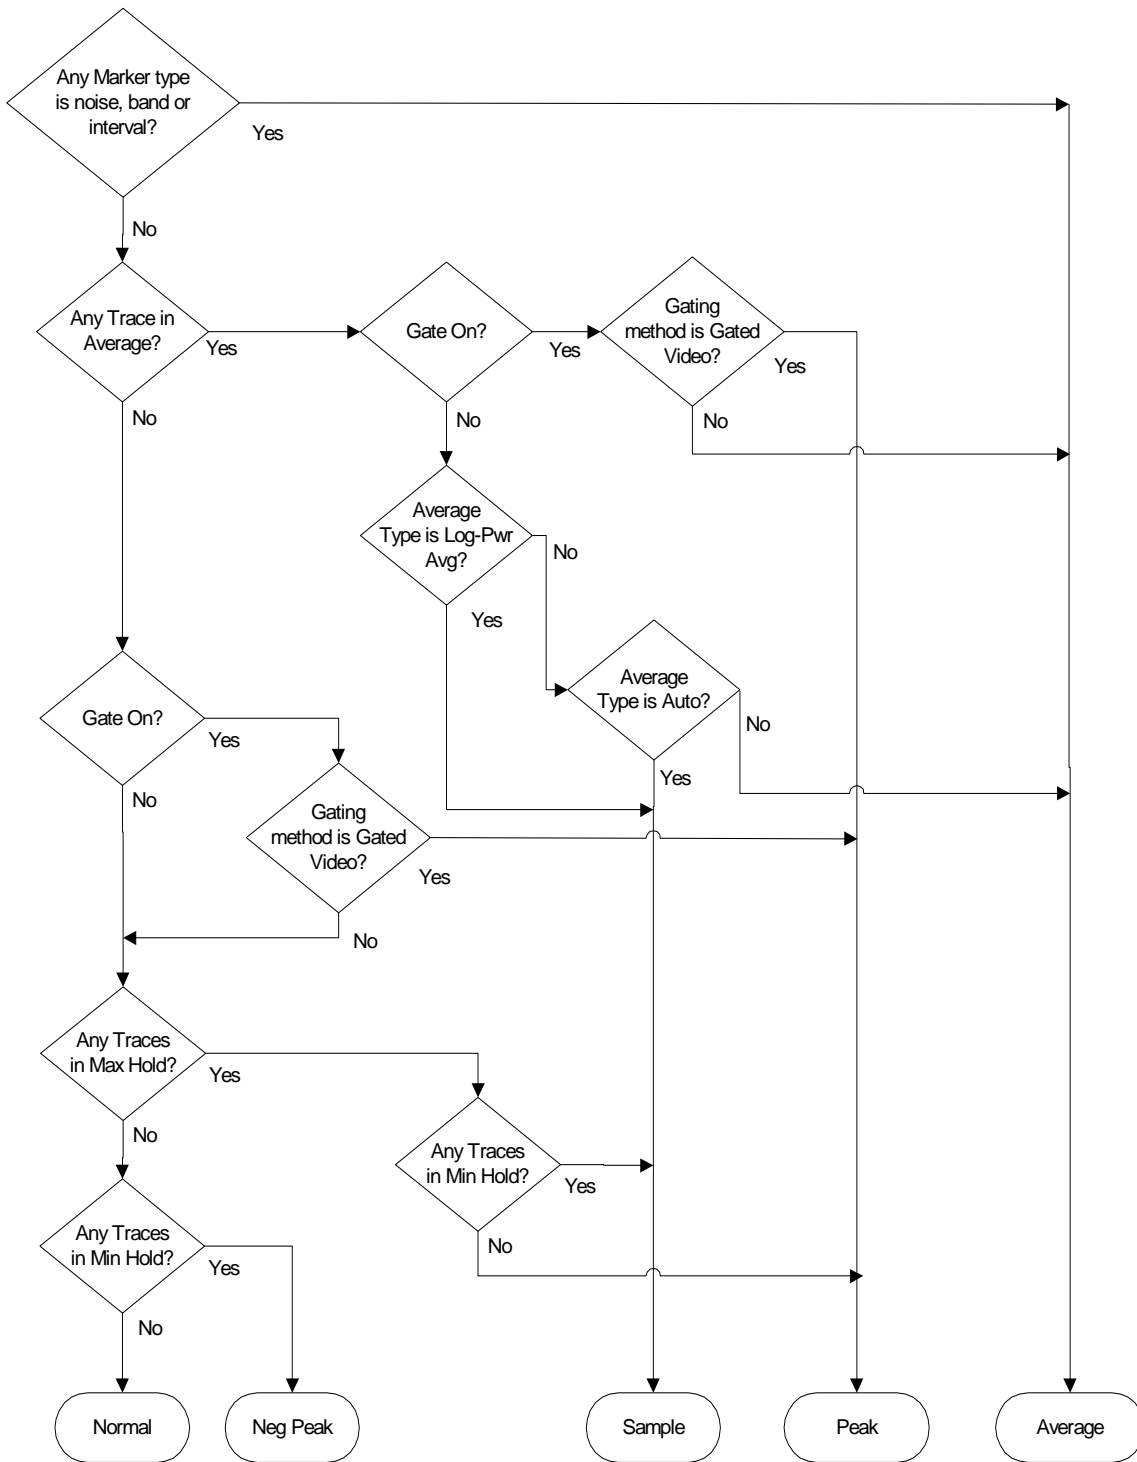 Any Marker type
is noise, band or
interval?
Yes
No
Any Trace in
Average?
Yes
No
Gate On?
Yes
No
Gating
method is Gated
Video?
Yes
No
Average
Type is Log-Pwr
Avg?
No
Yes
Average
Type is Auto?
No
Yes
Gate On?
Yes
No
Gating
method is Gated
Video?
Yes
No
Any Traces
in Max Hold?
Yes
No
Any Traces
in Min Hold?
Yes
No
Any Traces
in Min Hold?
Yes
No
Normal
Neg Peak
Sample
Peak
Average